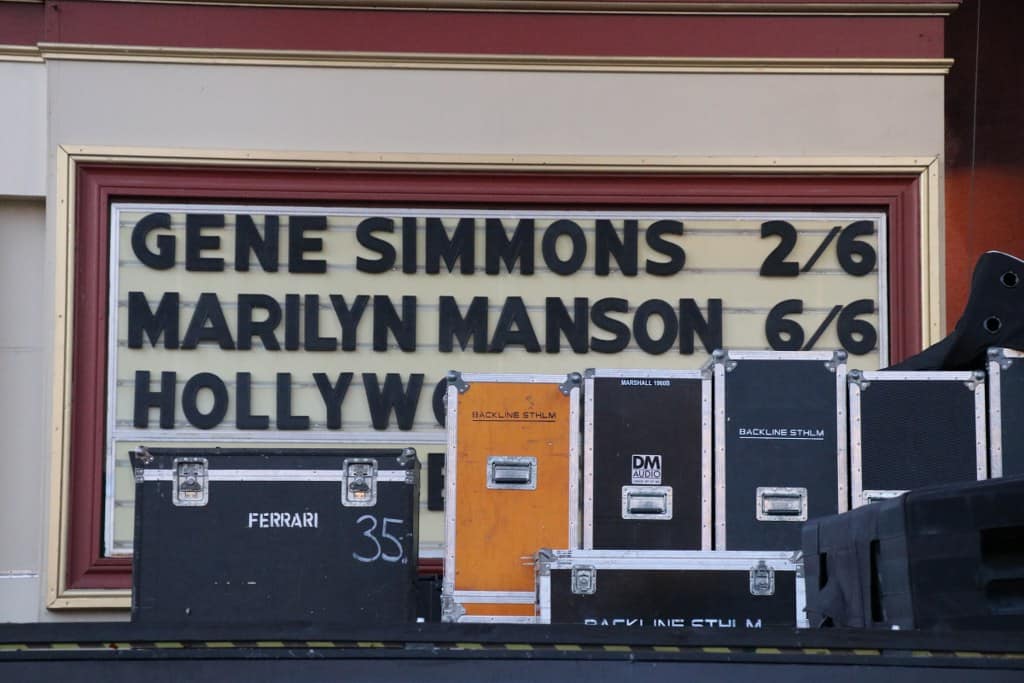 GENE SIMMONS 2/6
MARILYN MANSON 6/6
HOLLYWO
MARSHALL 1960B
BACKLINE STHLM
BACKLINE STHLM
DM
AUDIO
FERRARI
35
BACKLINE STHLM